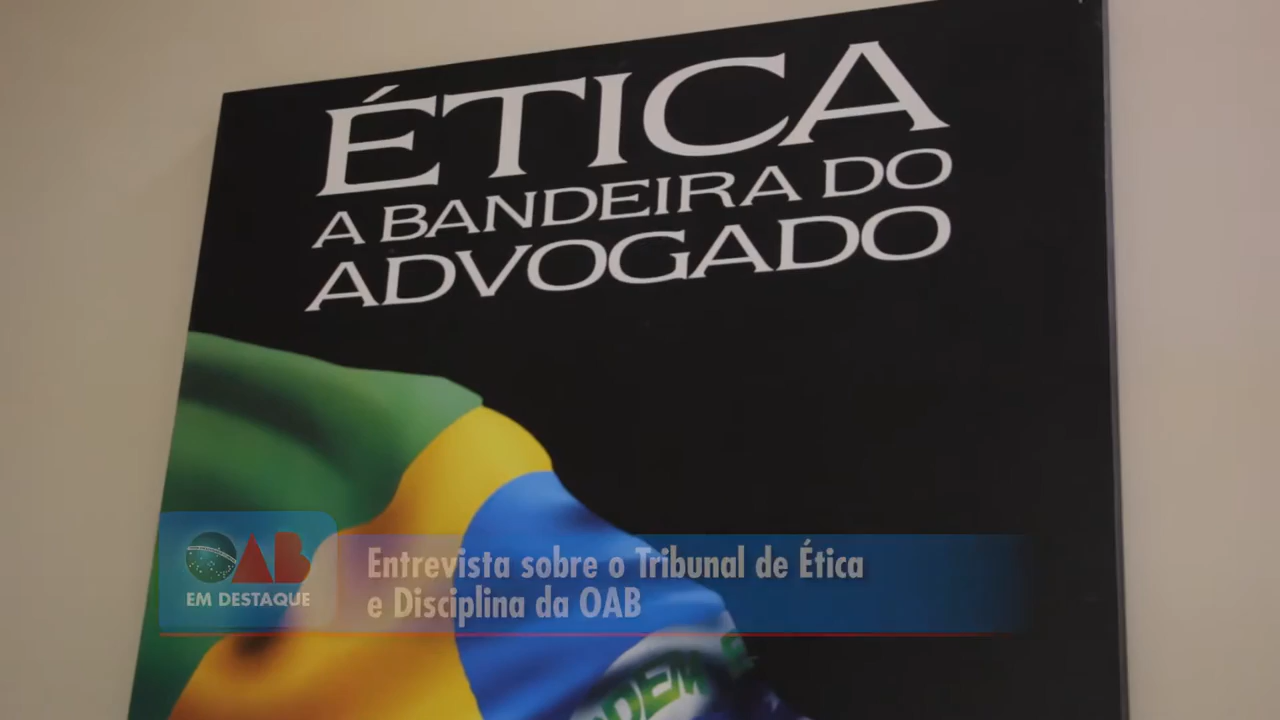 ÉTICA
A BANDEIRA DO
ADVOGADO
OAB
EM DESTAQUE
Entrevista sobre o Tribunal de Ética
e Disciplina da OAB